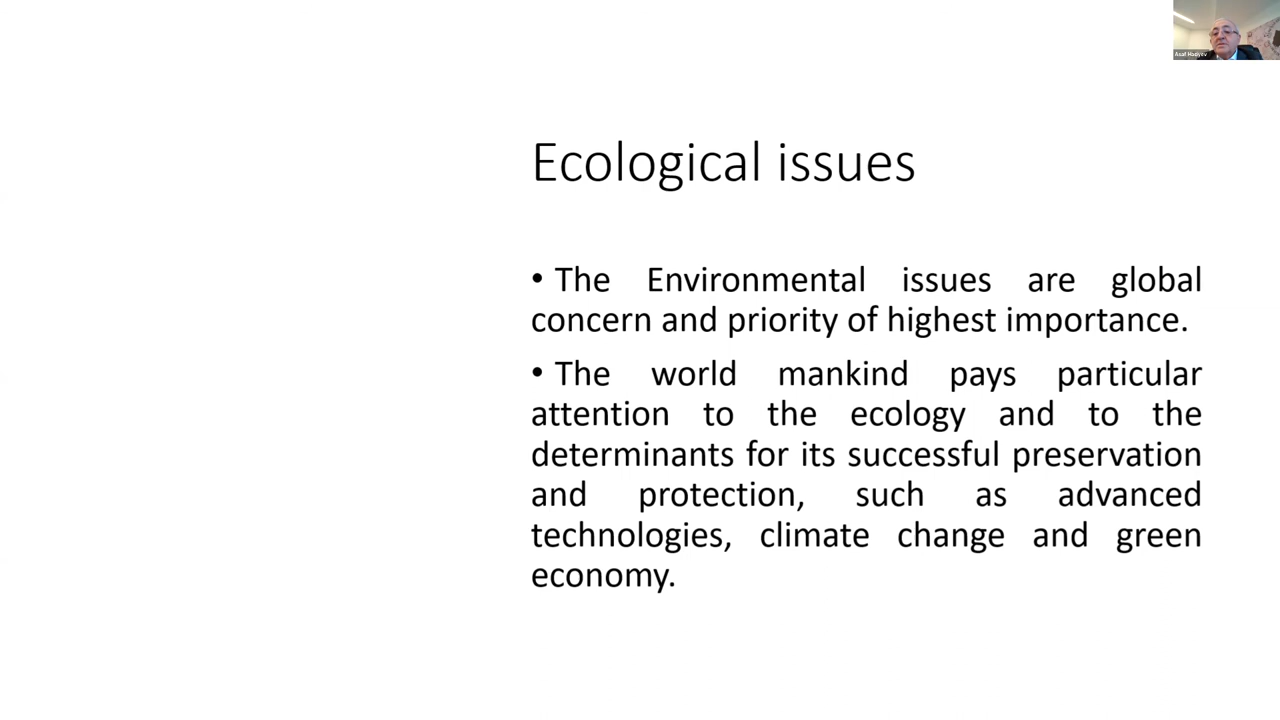 Asaf Hajiyev
Ecological issues
• The Environmental issues are global
concern and priority of highest importance.
• The world mankind pays particular
attention to the ecology and to the
determinants for its successful preservation
and protection, such as advanced
technologies, climate change and green
economy.